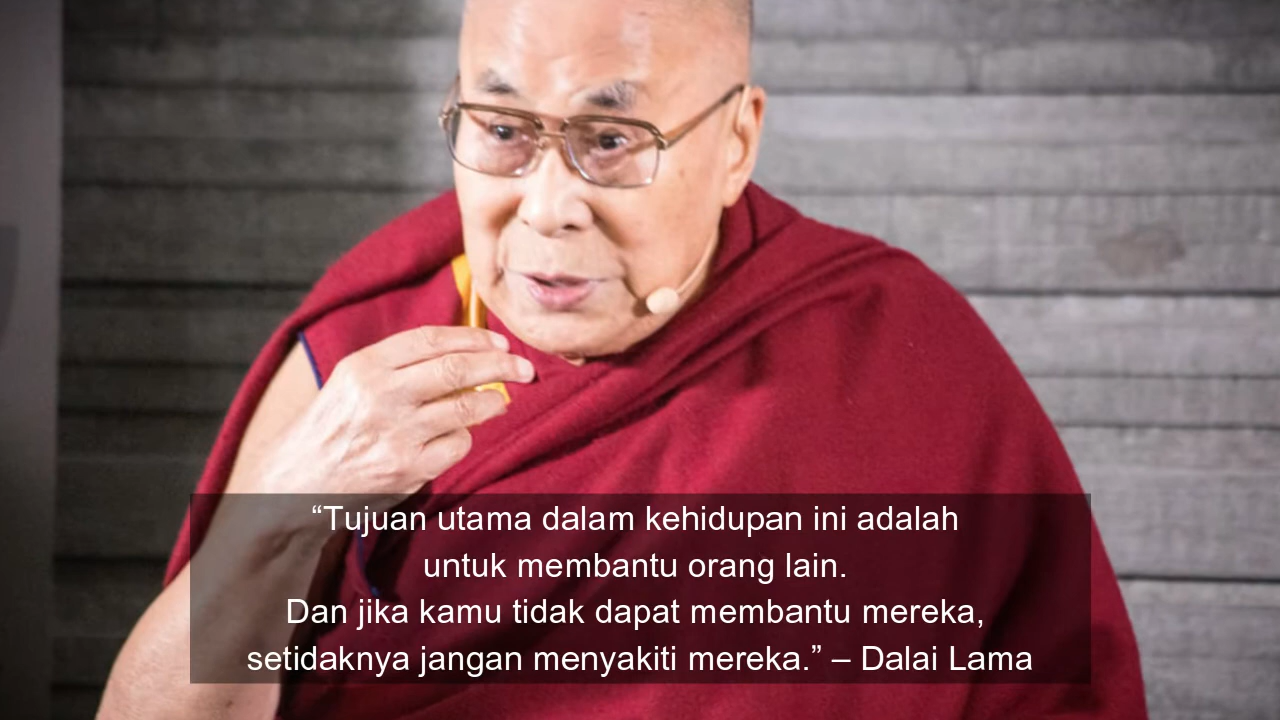 “Tujuan utama dalam kehidupan ini adalah
untuk membantu orang lain.
Dan jika kamu tidak dapat membantu mereka,
setidaknya jangan menyakiti mereka.” – Dalai Lama